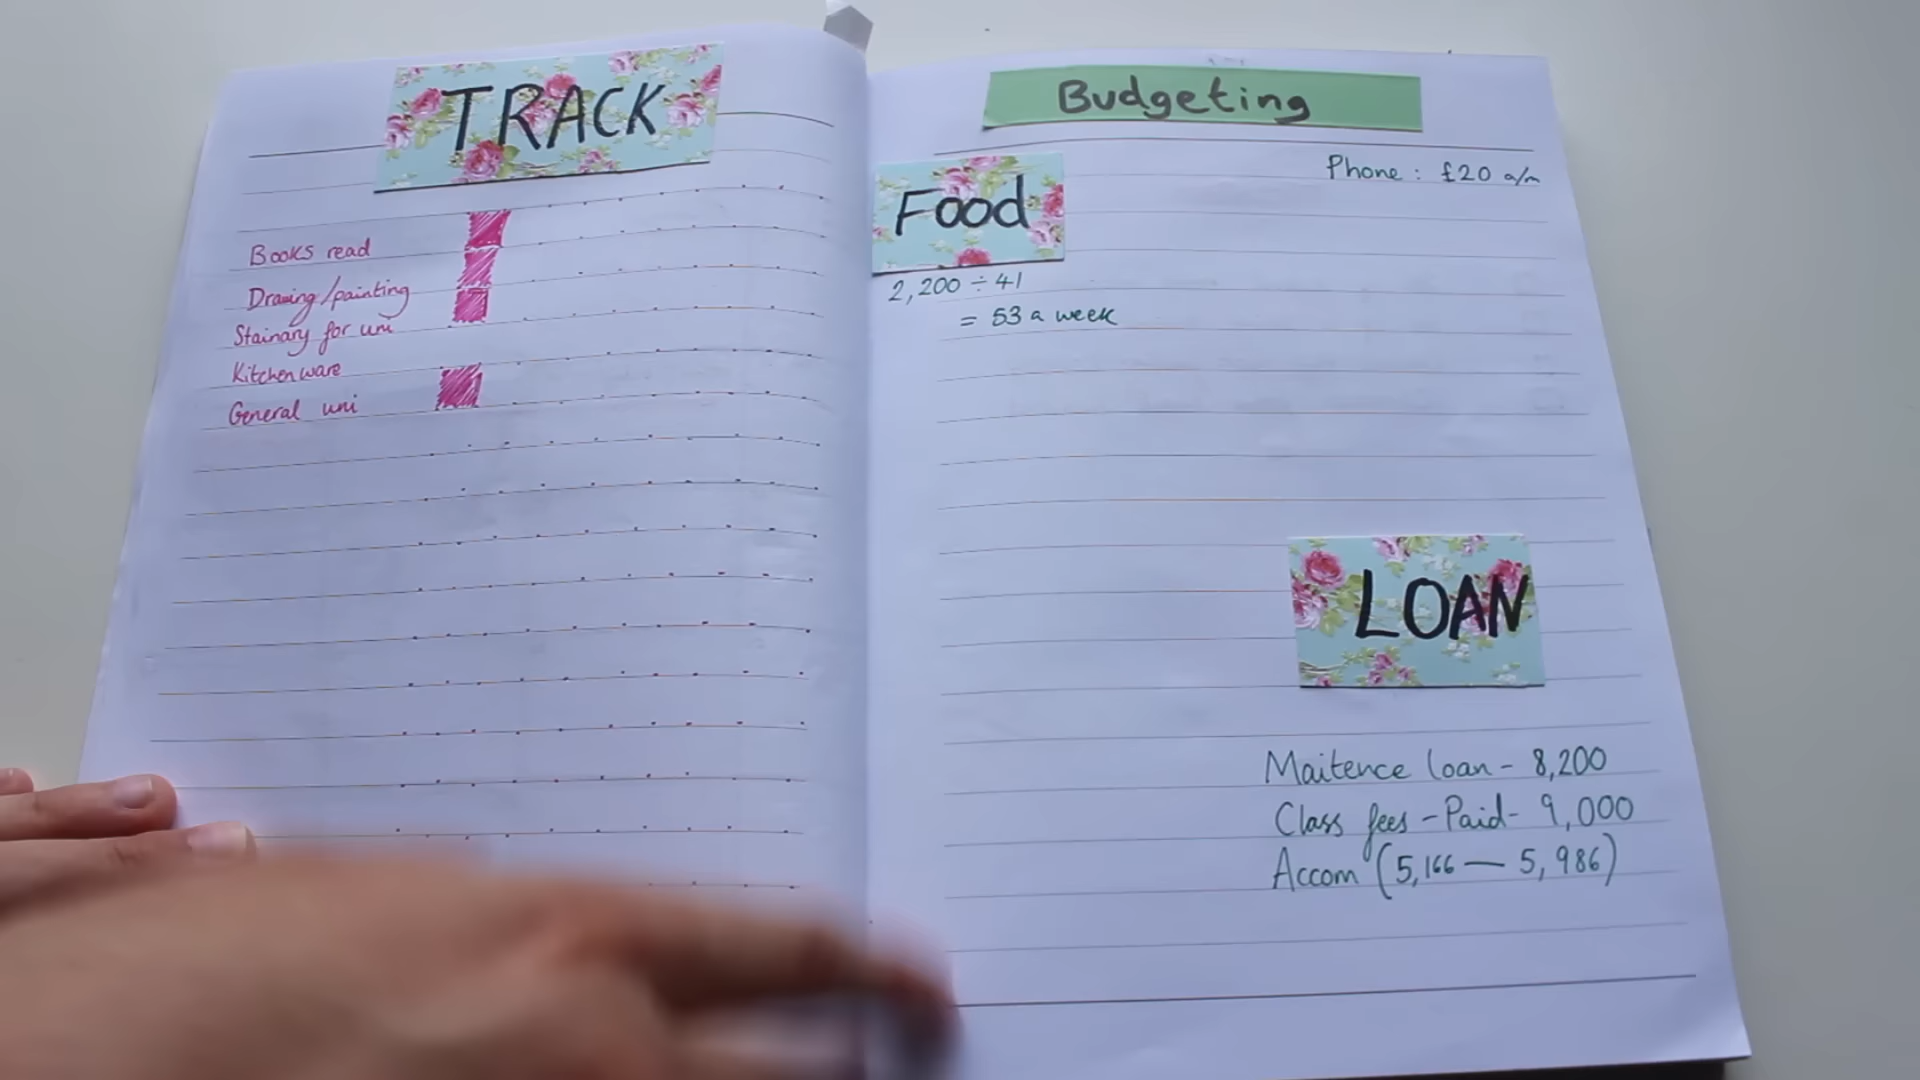 TRACK
Books read
Drawing/painting
Stainary for uni
Kitchenware
General uni
Budgeting
Phone : £20 a/m
Food
2,200 ÷ 41
= 53 a week
LOAN
Maitence loan - 8,200
Class fees - Paid - 9,000
Accom (5,166 — 5,986)